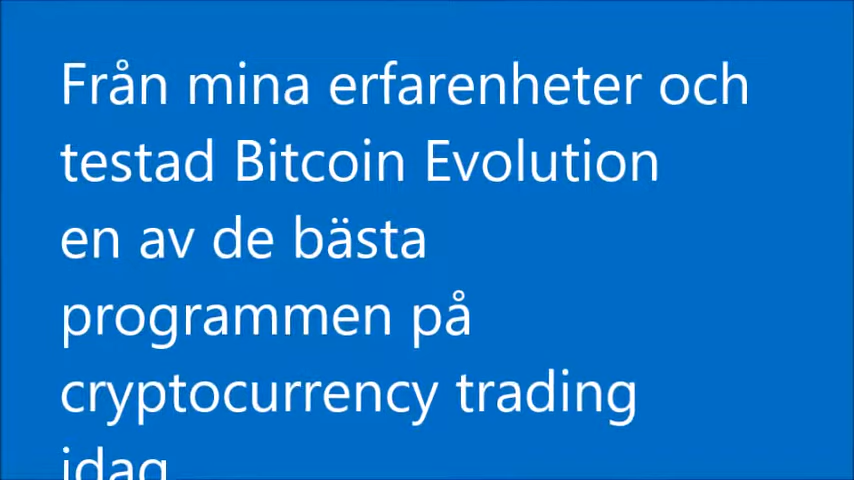 Från mina erfarenheter och
testad Bitcoin Evolution
en av de bästa
programmen på
cryptocurrency trading
idag